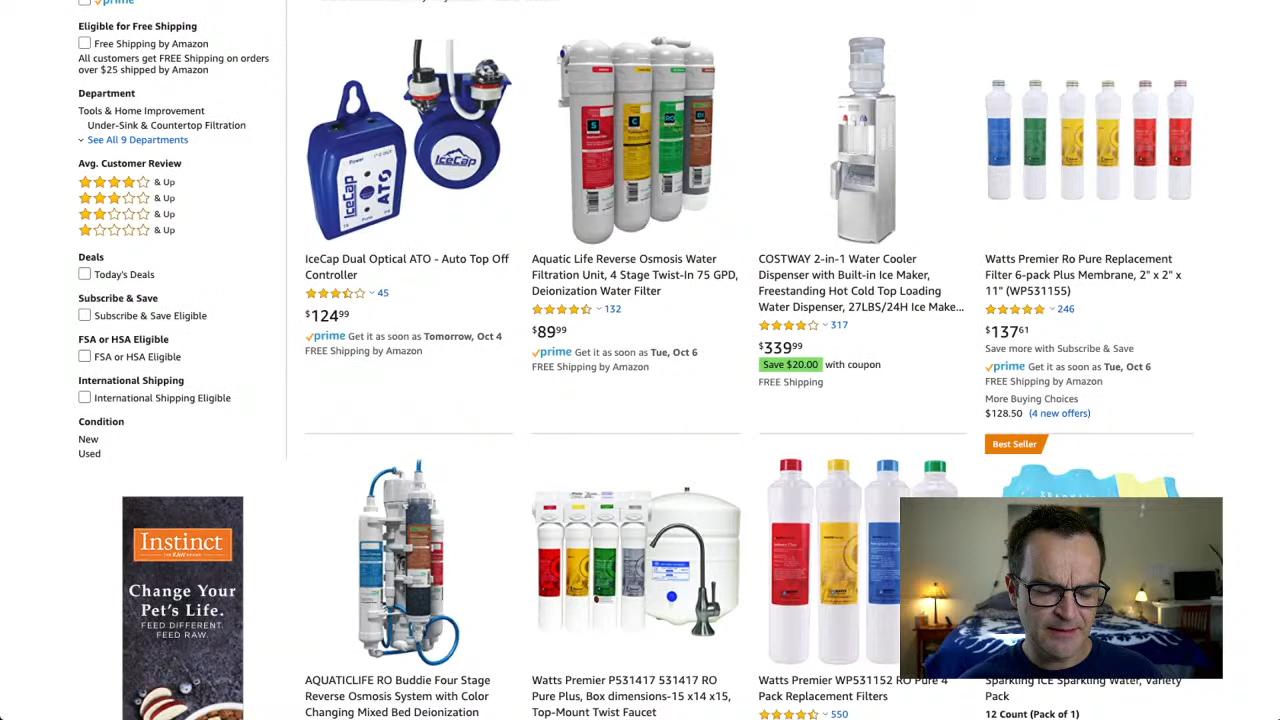 prime
Eligible for Free Shipping
Free Shipping by Amazon
All customers get FREE Shipping on orders
over $25 shipped by Amazon
Department
Tools & Home Improvement
Under-Sink & Countertop Filtration
See All 9 Departments
Avg. Customer Review
& Up
& Up
& Up
& Up
Deals
Today's Deals
Subscribe & Save
Subscribe & Save Eligible
FSA or HSA Eligible
FSA or HSA Eligible
International Shipping
International Shipping Eligible
Condition
New
Used
Instinct
THE RAW BRAND
Change Your
Pet's Life.
FEED DIFFERENT.
FEED RAW.
IceCap
ATO
Power
IceCap
IceCap Dual Optical ATO - Auto Top Off
Controller
45
$124.99
prime Get it as soon as Tomorrow, Oct 4
FREE Shipping by Amazon
S
C
RO
DI
Aquatic Life Reverse Osmosis Water
Filtration Unit, 4 Stage Twist-In 75 GPD,
Deionization Water Filter
132
$89.99
prime Get it as soon as Tue, Oct 6
FREE Shipping by Amazon
COSTWAY 2-in-1 Water Cooler
Dispenser with Built-in Ice Maker,
Freestanding Hot Cold Top Loading
Water Dispenser, 27LBS/24H Ice Make...
317
$339.99
Save $20.00 with coupon
FREE Shipping
Watts Premier Ro Pure Replacement
Filter 6-pack Plus Membrane, 2" x 2" x
11" (WP531155)
246
$137.61
Save more with Subscribe & Save
prime Get it as soon as Tue, Oct 6
FREE Shipping by Amazon
More Buying Choices
$128.50 (4 new offers)
Best Seller
AQUATICLIFE RO Buddie Four Stage
Reverse Osmosis System with Color
Changing Mixed Bed Deionization
Watts Premier P531417 531417 RO
Pure Plus, Box dimensions-15 x14 x15,
Top-Mount Twist Faucet
Watts Premier WP531152 RO Pure 4
Pack Replacement Filters
550
Sparkling ICE Sparkling Water, Variety
Pack
12 Count (Pack of 1)